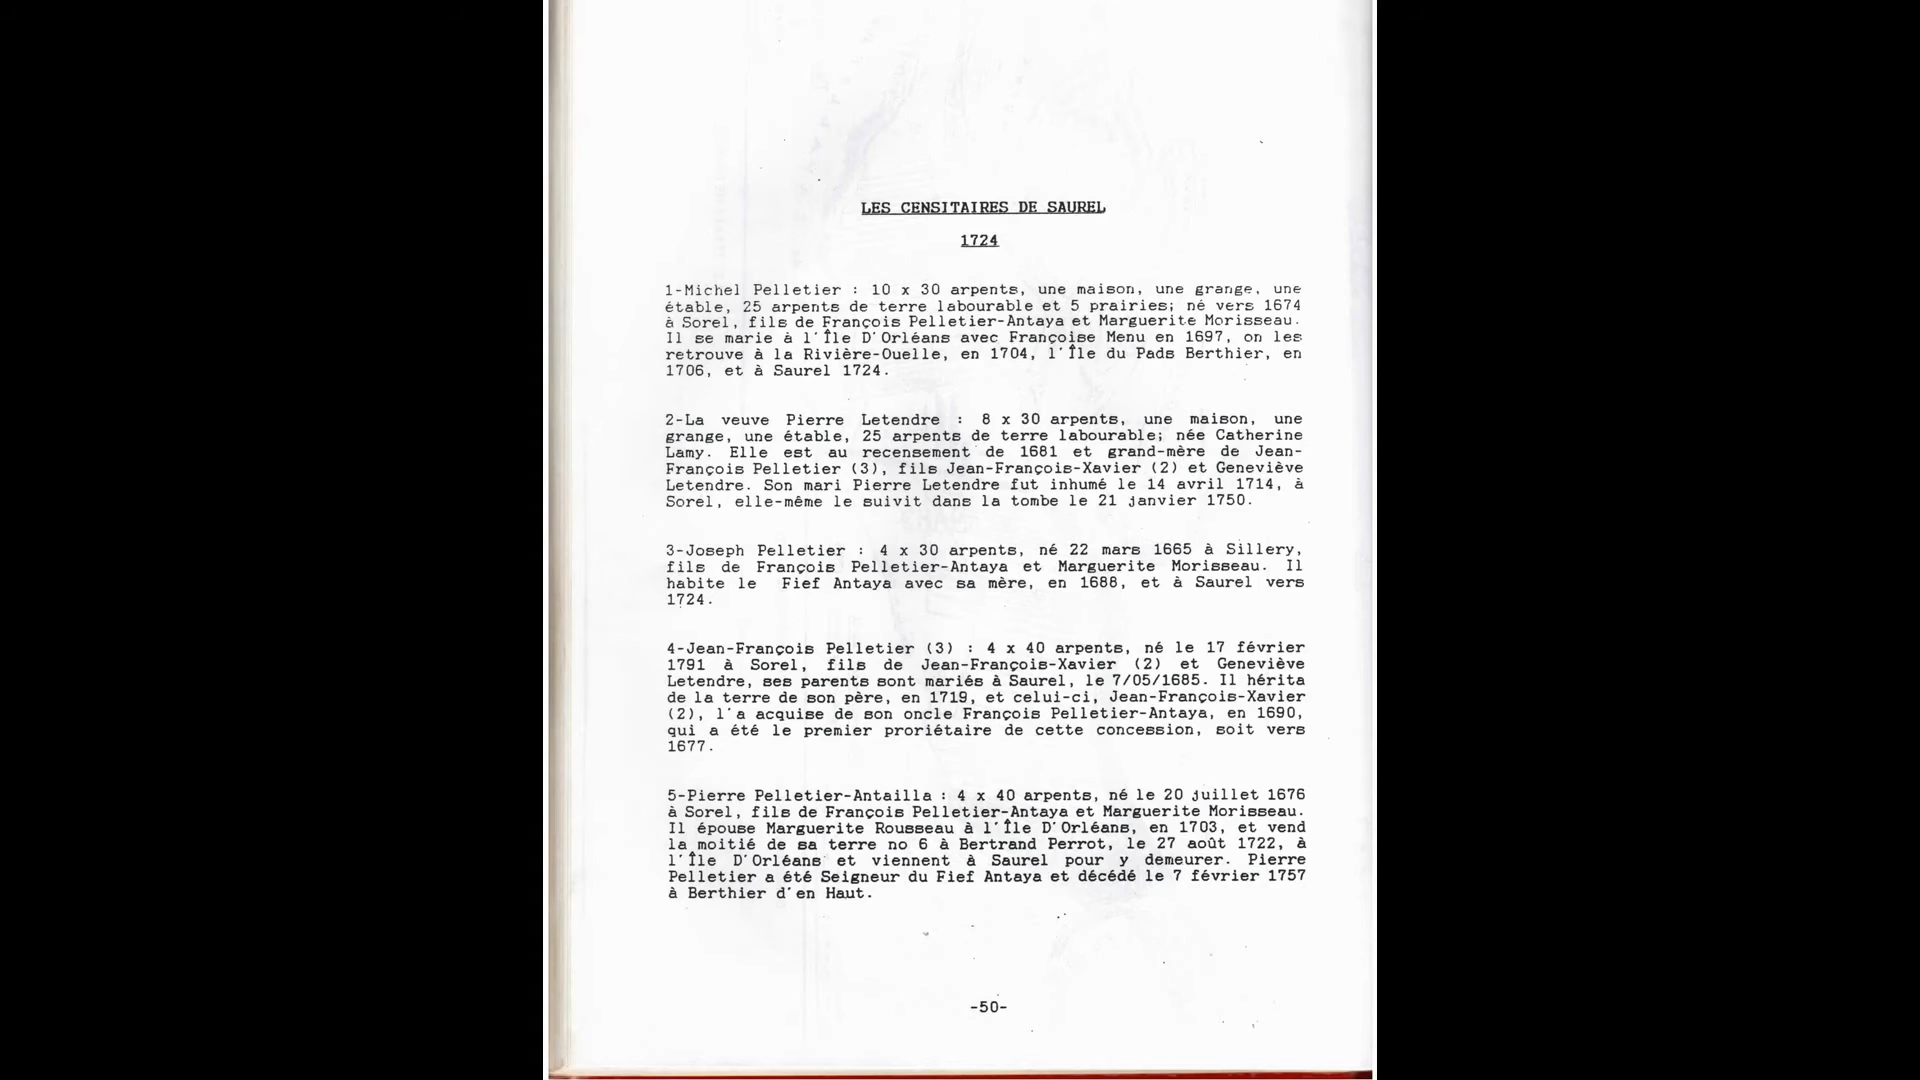 LES CENSITAIRES DE SAUREL
1724
1-Michel Pelletier : 10 x 30 arpents, une maison, une grange, une
étable, 25 arpents de terre labourable et 5 prairies; né vers 1674
à Sorel, fils de François Pelletier-Antaya et Marguerite Morisseau.
Il se marie à l'Île D'Orléans avec Françoise Menu en 1697, on les
retrouve à la Rivière-Ouelle, en 1704, l'Île du Pads Berthier, en
1706, et à Saurel 1724.
2-La veuve Pierre Letendre : 8 x 30 arpents, une maison, une
grange, une étable, 25 arpents de terre labourable; née Catherine
Lamy. Elle est au recensement de 1681 et grand-mère de Jean-
François Pelletier (3), fils Jean-François-Xavier (2) et Geneviève
Letendre. Son mari Pierre Letendre fut inhumé le 14 avril 1714, à
Sorel, elle-même le suivit dans la tombe le 21 janvier 1750.
3-Joseph Pelletier : 4 x 30 arpents, né 22 mars 1665 à Sillery,
fils de François Pelletier-Antaya et Marguerite Morisseau. Il
habite le Fief Antaya avec sa mère, en 1688, et à Saurel vers
1724.
4-Jean-François Pelletier (3) : 4 x 40 arpents, né le 17 février
1791 à Sorel, fils de Jean-François-Xavier (2) et Geneviève
Letendre, ses parents sont mariés à Saurel, le 7/05/1685. Il hérita
de la terre de son père, en 1719, et celui-ci, Jean-François-Xavier
(2), l'a acquise de son oncle François Pelletier-Antaya, en 1690,
qui a été le premier proriétaire de cette concession, soit vers
1677.
5-Pierre Pelletier-Antailla : 4 x 40 arpents, né le 20 juillet 1676
à Sorel, fils de François Pelletier-Antaya et Marguerite Morisseau.
Il épouse Marguerite Rousseau à l'Île D'Orléans, en 1703, et vend
la moitié de sa terre no 6 à Bertrand Perrot, le 27 août 1722, à
l'Île D'Orléans et viennent à Saurel pour y demeurer. Pierre
Pelletier a été Seigneur du Fief Antaya et décédé le 7 février 1757
à Berthier d'en Haut.
-50-